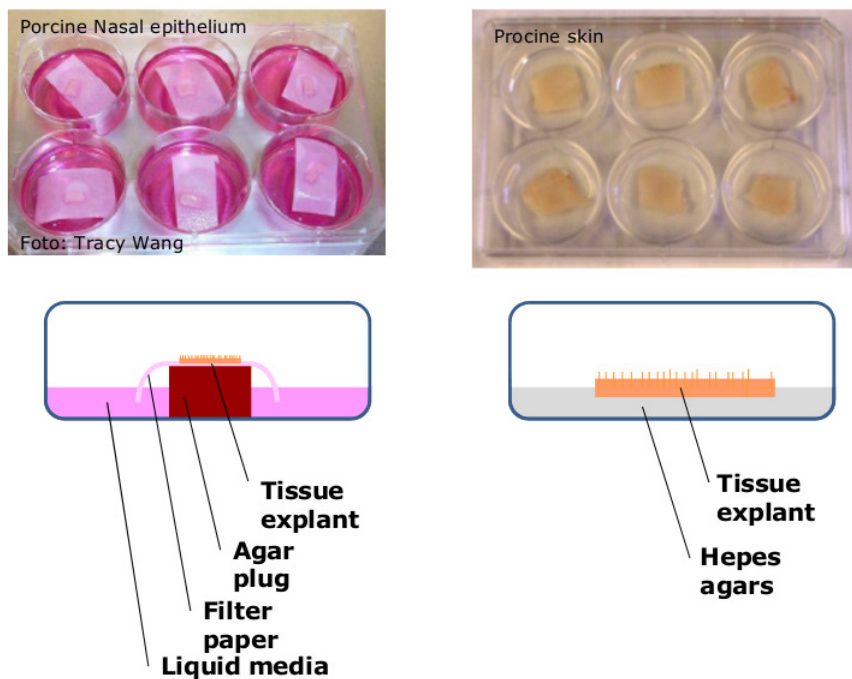 Porcine Nasal epithelium
Foto: Tracy Wang
Procine skin
Tissue
explant
Agar
plug
Filter
paper
Liquid media
Tissue
explant
Hepes
agars